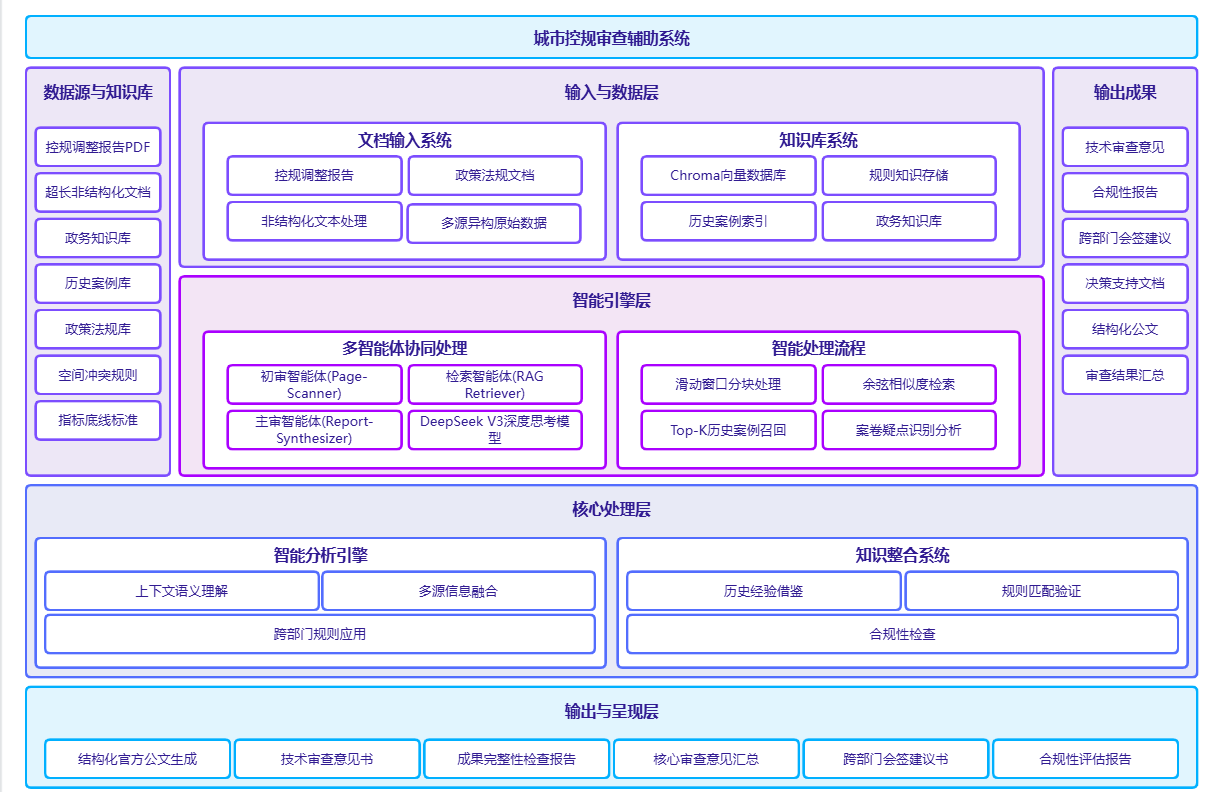 城市控规审查辅助系统
数据源与知识库
控规调整报告PDF
超长非结构化文档
政务知识库
历史案例库
政策法规库
空间冲突规则
指标底线标准
输入与数据层
文档输入系统
控规调整报告
政策法规文档
非结构化文本处理
多源异构原始数据
知识库系统
Chroma向量数据库
规则知识存储
历史案例索引
政务知识库
智能引擎层
多智能体协同处理
初审智能体(Page-
Scanner)
检索智能体(RAG
Retriever)
主审智能体(Report-
Synthesizer)
DeepSeek V3深度思考模
型
智能处理流程
滑动窗口分块处理
余弦相似度检索
Top-K历史案例召回
案卷疑点识别分析
输出成果
技术审查意见
合规性报告
跨部门会签建议
决策支持文档
结构化公文
审查结果汇总
核心处理层
智能分析引擎
上下文语义理解
多源信息融合
跨部门规则应用
知识整合系统
历史经验借鉴
规则匹配验证
合规性检查
输出与呈现层
结构化官方公文生成
技术审查意见书
成果完整性检查报告
核心审查意见汇总
跨部门会签建议书
合规性评估报告